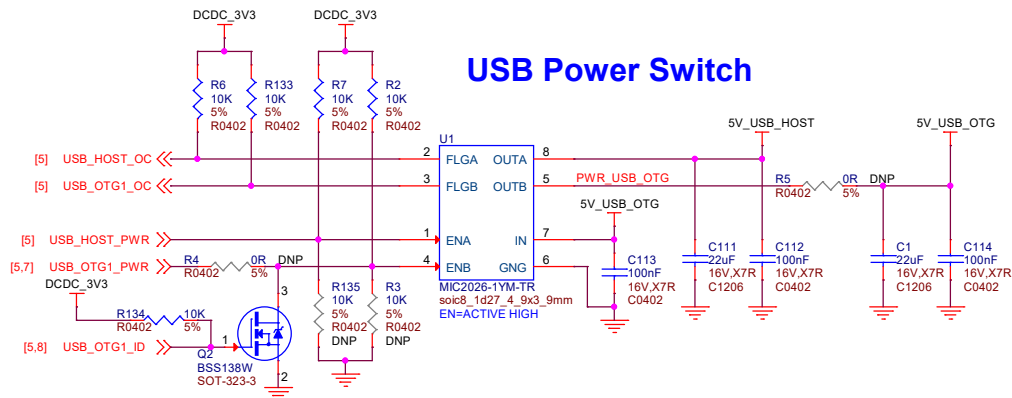 DCDC_3V3
DCDC_3V3
USB Power Switch
R6
10K
5%
R0402
R133
10K
5%
R0402
R7
10K
5%
R0402
R2
10K
5%
R0402
5V_USB_HOST
5V_USB_OTG
U1
[5] USB_HOST_OC
2
FLGA OUTA
8
[5] USB_OTG1_OC
3
FLGB OUTB
5
PWR_USB_OTG
R5
R0402
0R
5%
DNP
5V_USB_OTG
[5] USB_HOST_PWR
1
ENA IN
7
[5,7] USB_OTG1_PWR
R4
R0402
0R
5%
DNP
4
ENB GNG
6
MIC2026-1YM-TR
soic8_1d27_4_9x3_9mm
EN=ACTIVE HIGH
C113
100nF
16V,X7R
C0402
C111
22uF
16V,X7R
C1206
C112
100nF
16V,X7R
C0402
C1
22uF
16V,X7R
C1206
C114
100nF
16V,X7R
C0402
DCDC_3V3
R134
R0402
10K
5%
[5,8] USB_OTG1_ID
1
3
2
Q2
BSS138W
SOT-323-3
R135
10K
5%
R0402
DNP
R3
10K
5%
R0402
DNP